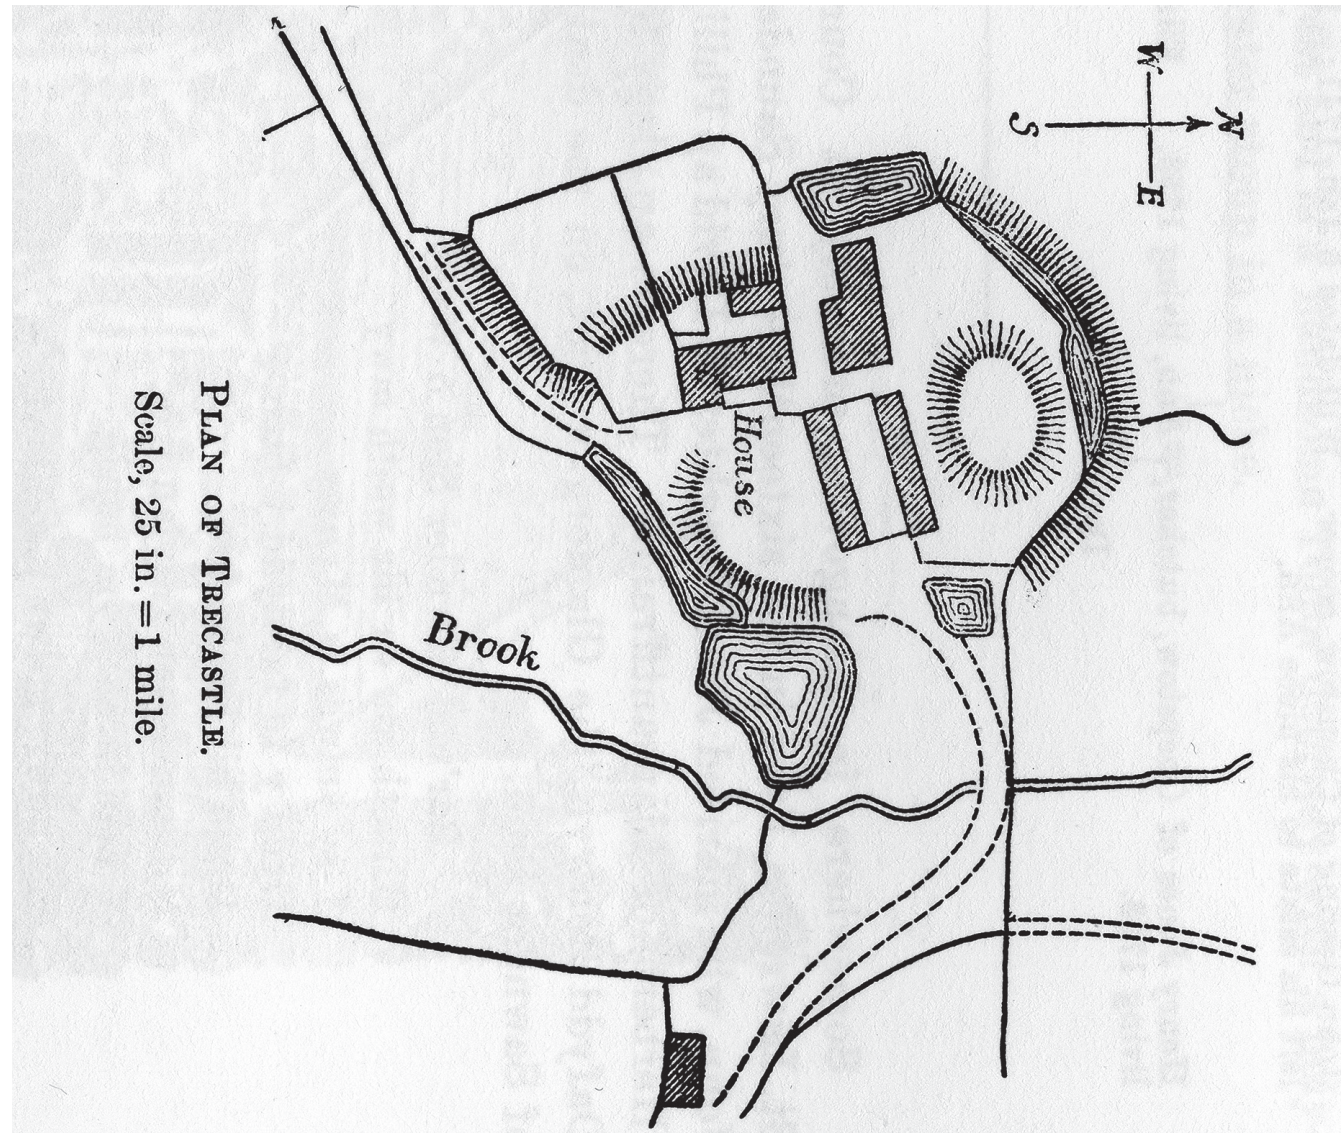 W
S N
E
House
Brook
PLAN OF TRECASTLE.
Scale, 25 in. = 1 mile.